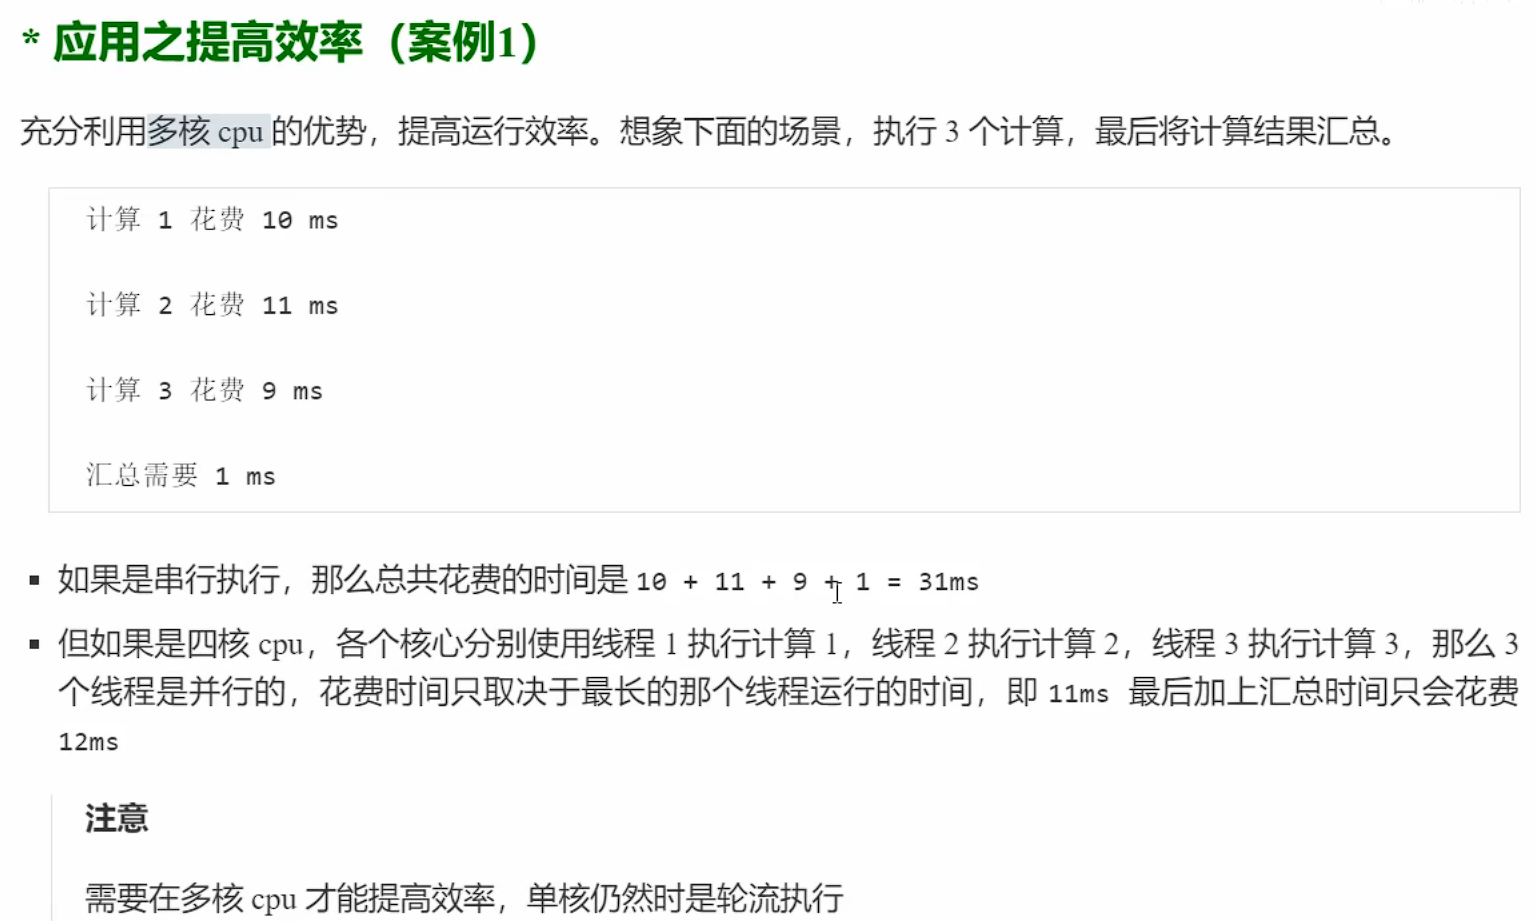 * 应用之提高效率（案例1）
充分利用多核 cpu 的优势，提高运行效率。想象下面的场景，执行 3 个计算，最后将计算结果汇总。
计算 1 花费 10 ms
计算 2 花费 11 ms
计算 3 花费 9 ms
汇总需要 1 ms
▪ 如果是串行执行，那么总共花费的时间是 10 + 11 + 9 + 1 = 31ms
▪ 但如果是四核 cpu，各个核心分别使用线程 1 执行计算 1，线程 2 执行计算 2，线程 3 执行计算 3，那么 3
个线程是并行的，花费时间只取决于最长的那个线程运行的时间，即 11ms 最后加上汇总时间只会花费
12ms
注意
需要在多核 cpu 才能提高效率，单核仍然时是轮流执行